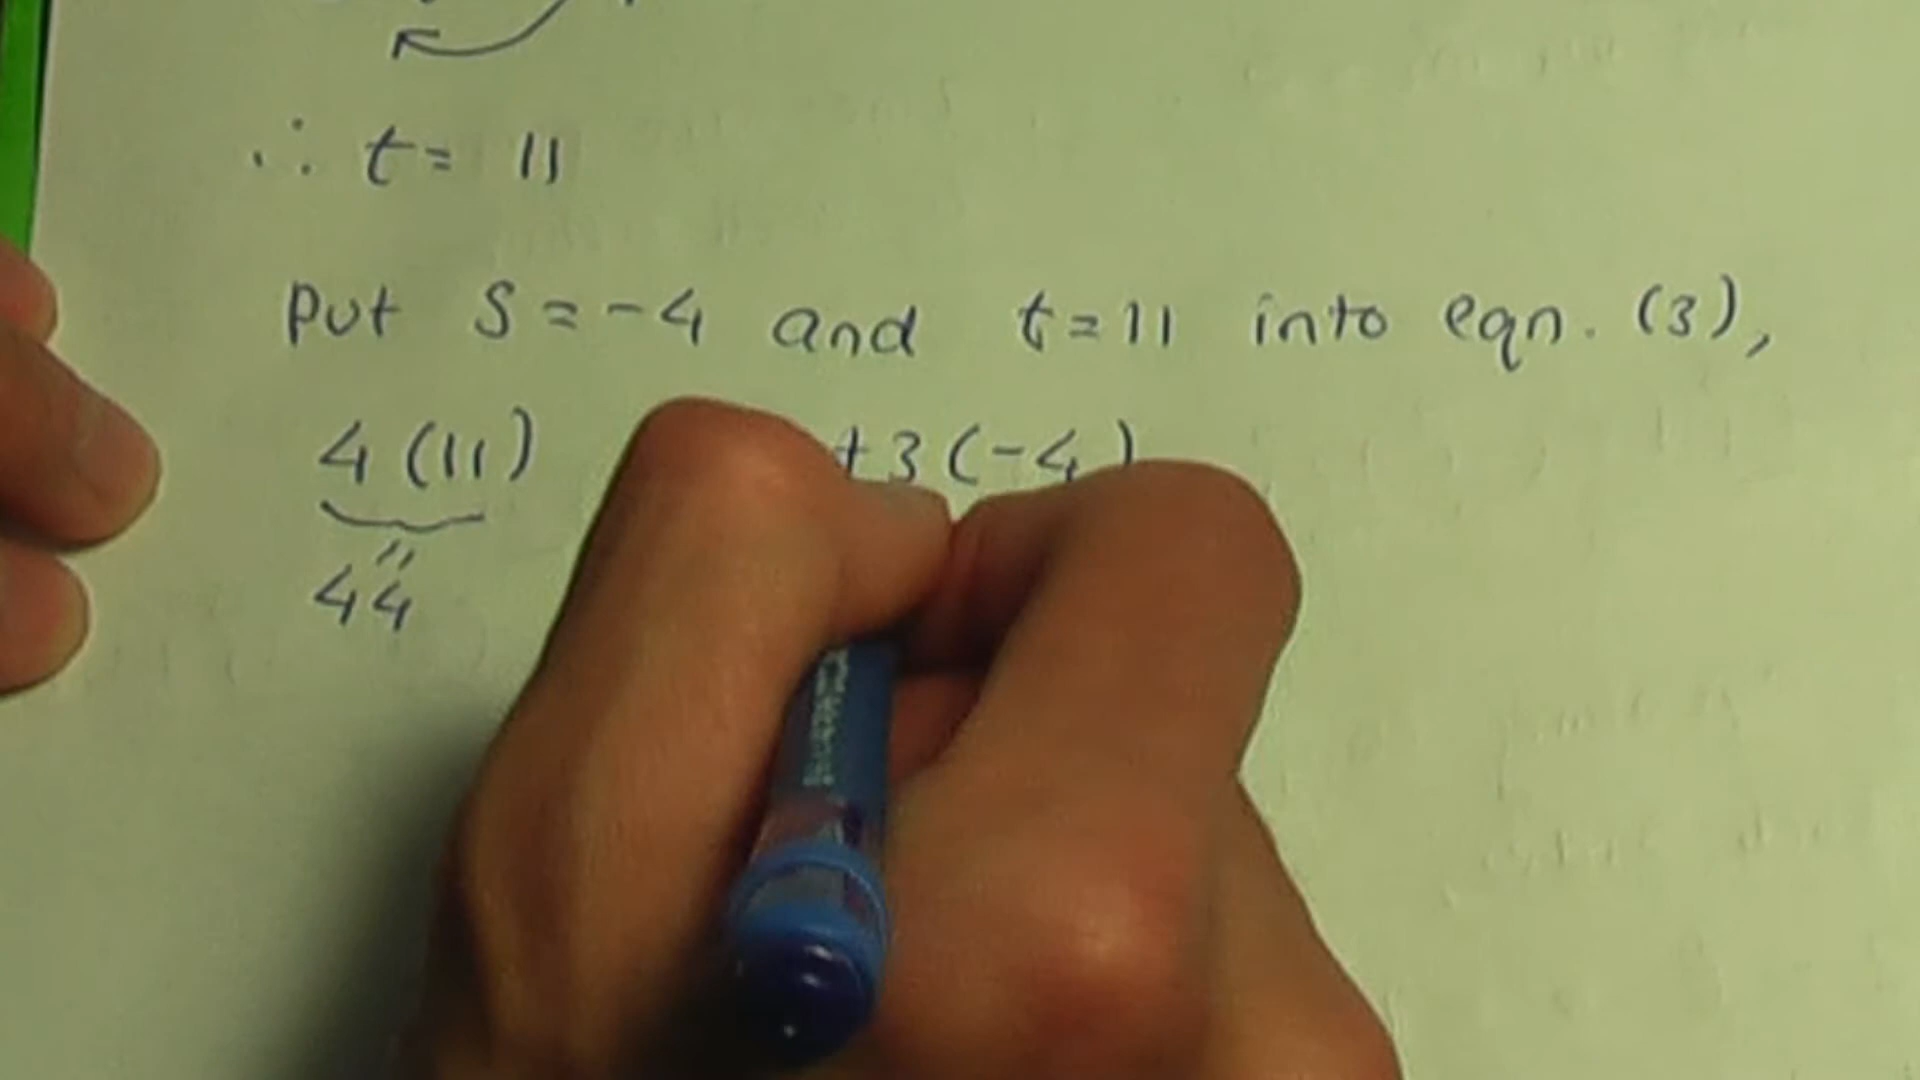 ∴ t = 11
Put S = -4 and t = 11 into eqn. (3),
4 (11) +3 (-4)
"
44